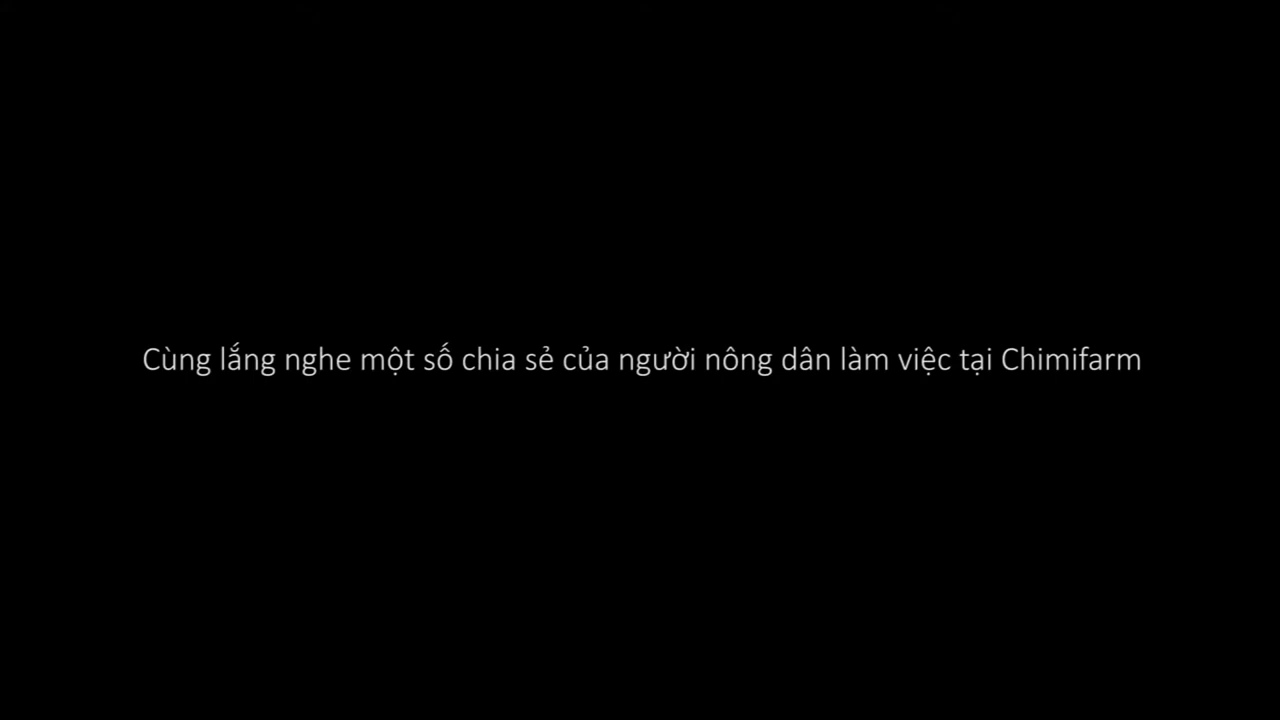 Cùng lắng nghe một số chia sẻ của người nông dân làm việc tại Chimifarm